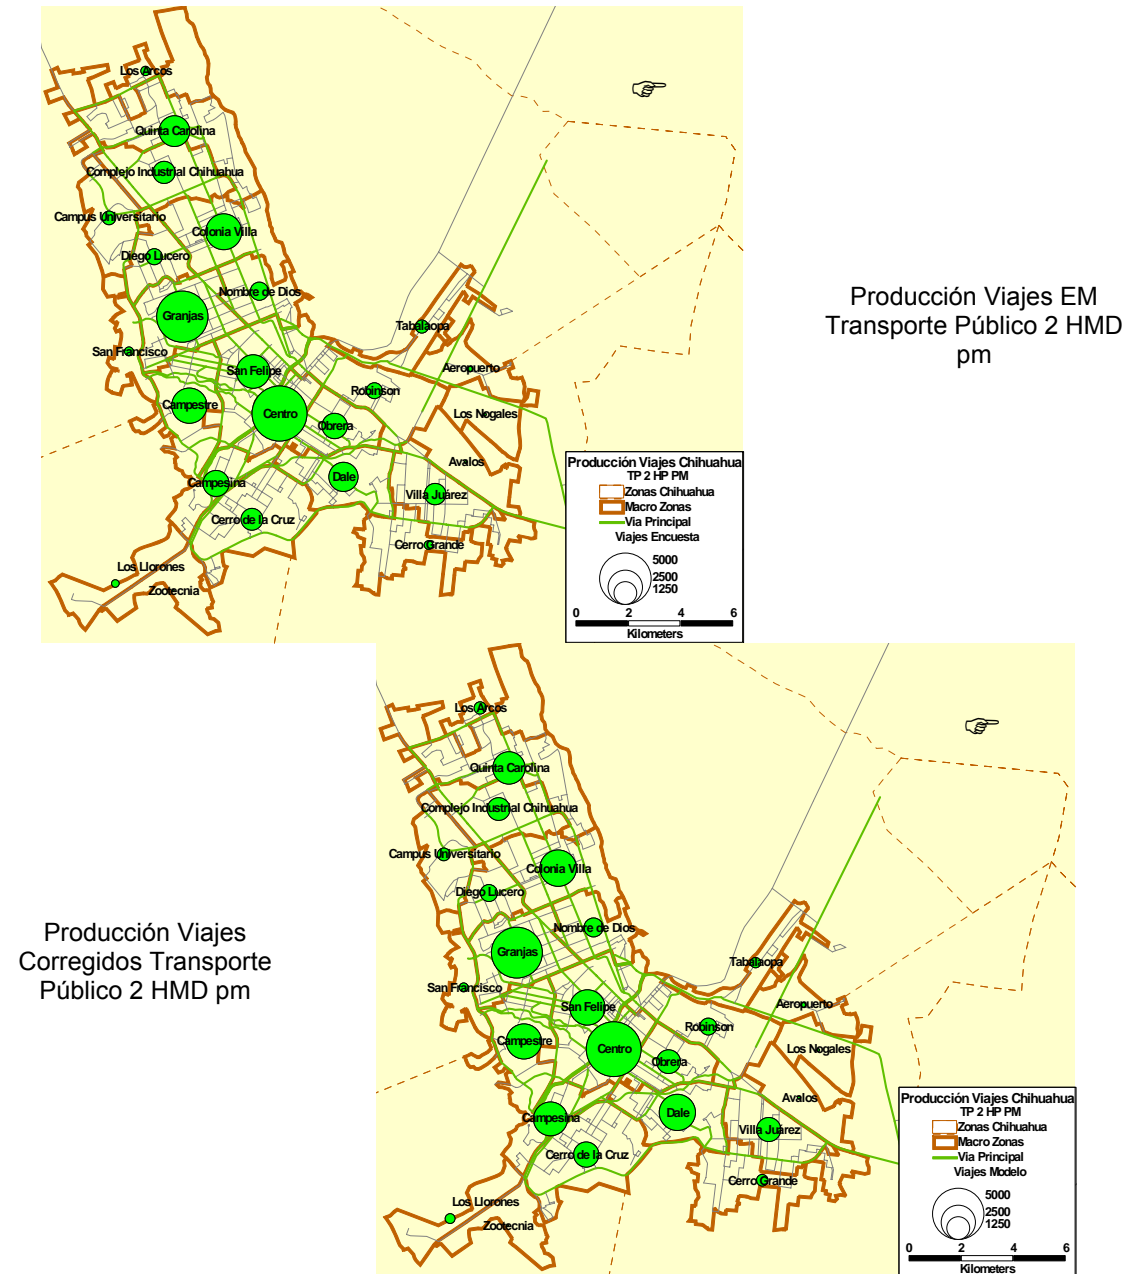 Los Arcos
Quinta Carolina
Complejo Industrial Chihuahua
Campus Universitario
Colonia Villa
Diego Lucero
Nombre de Dios
Granjas
Tabalaopa
San Francisco
San Felipe
Aeropuerto
Robinson
Campestre
Centro
Los Nogales
Obrera
Avalos
Dale
Campesina
Villa Juárez
Cerro de la Cruz
Cerro Grande
Los Llorones
Zootecnia
Producción Viajes Chihuahua
TP 2 HP PM
Zonas Chihuahua
Macro Zonas
Via Principal
Viajes Encuesta
5000
2500
1250
0 2 4 6
Kilometers
Producción Viajes EM
Transporte Público 2 HMD
pm
Los Arcos
Quinta Carolina
Complejo Industrial Chihuahua
Campus Universitario
Colonia Villa
Diego Lucero
Nombre de Dios
Granjas
Tabalaopa
San Francisco
San Felipe
Aeropuerto
Robinson
Campestre
Centro
Los Nogales
Obrera
Avalos
Dale
Campesina
Villa Juárez
Cerro de la Cruz
Cerro Grande
Los Llorones
Zootecnia
Producción Viajes Chihuahua
TP 2 HP PM
Zonas Chihuahua
Macro Zonas
Via Principal
Viajes Modelo
5000
2500
1250
0 2 4 6
Kilometers
Producción Viajes
Corregidos Transporte
Público 2 HMD pm